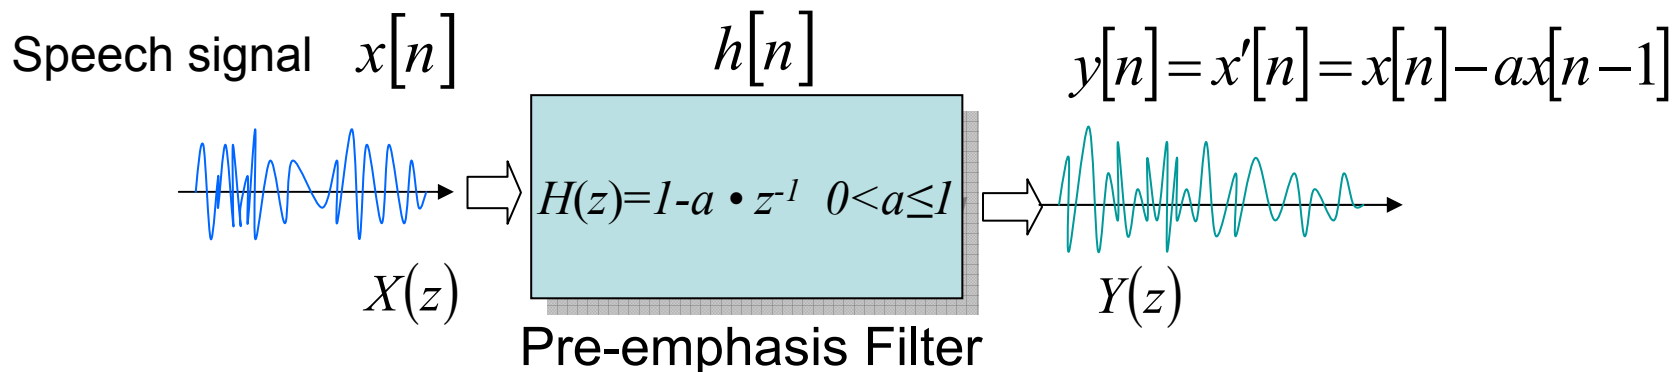 Speech signal x[n] h[n] y[n]=x′[n]=x[n]−ax[n−1]
H(z)=1-a • z⁻¹ 0<a≤1
X(z) Y(z)
Pre-emphasis Filter